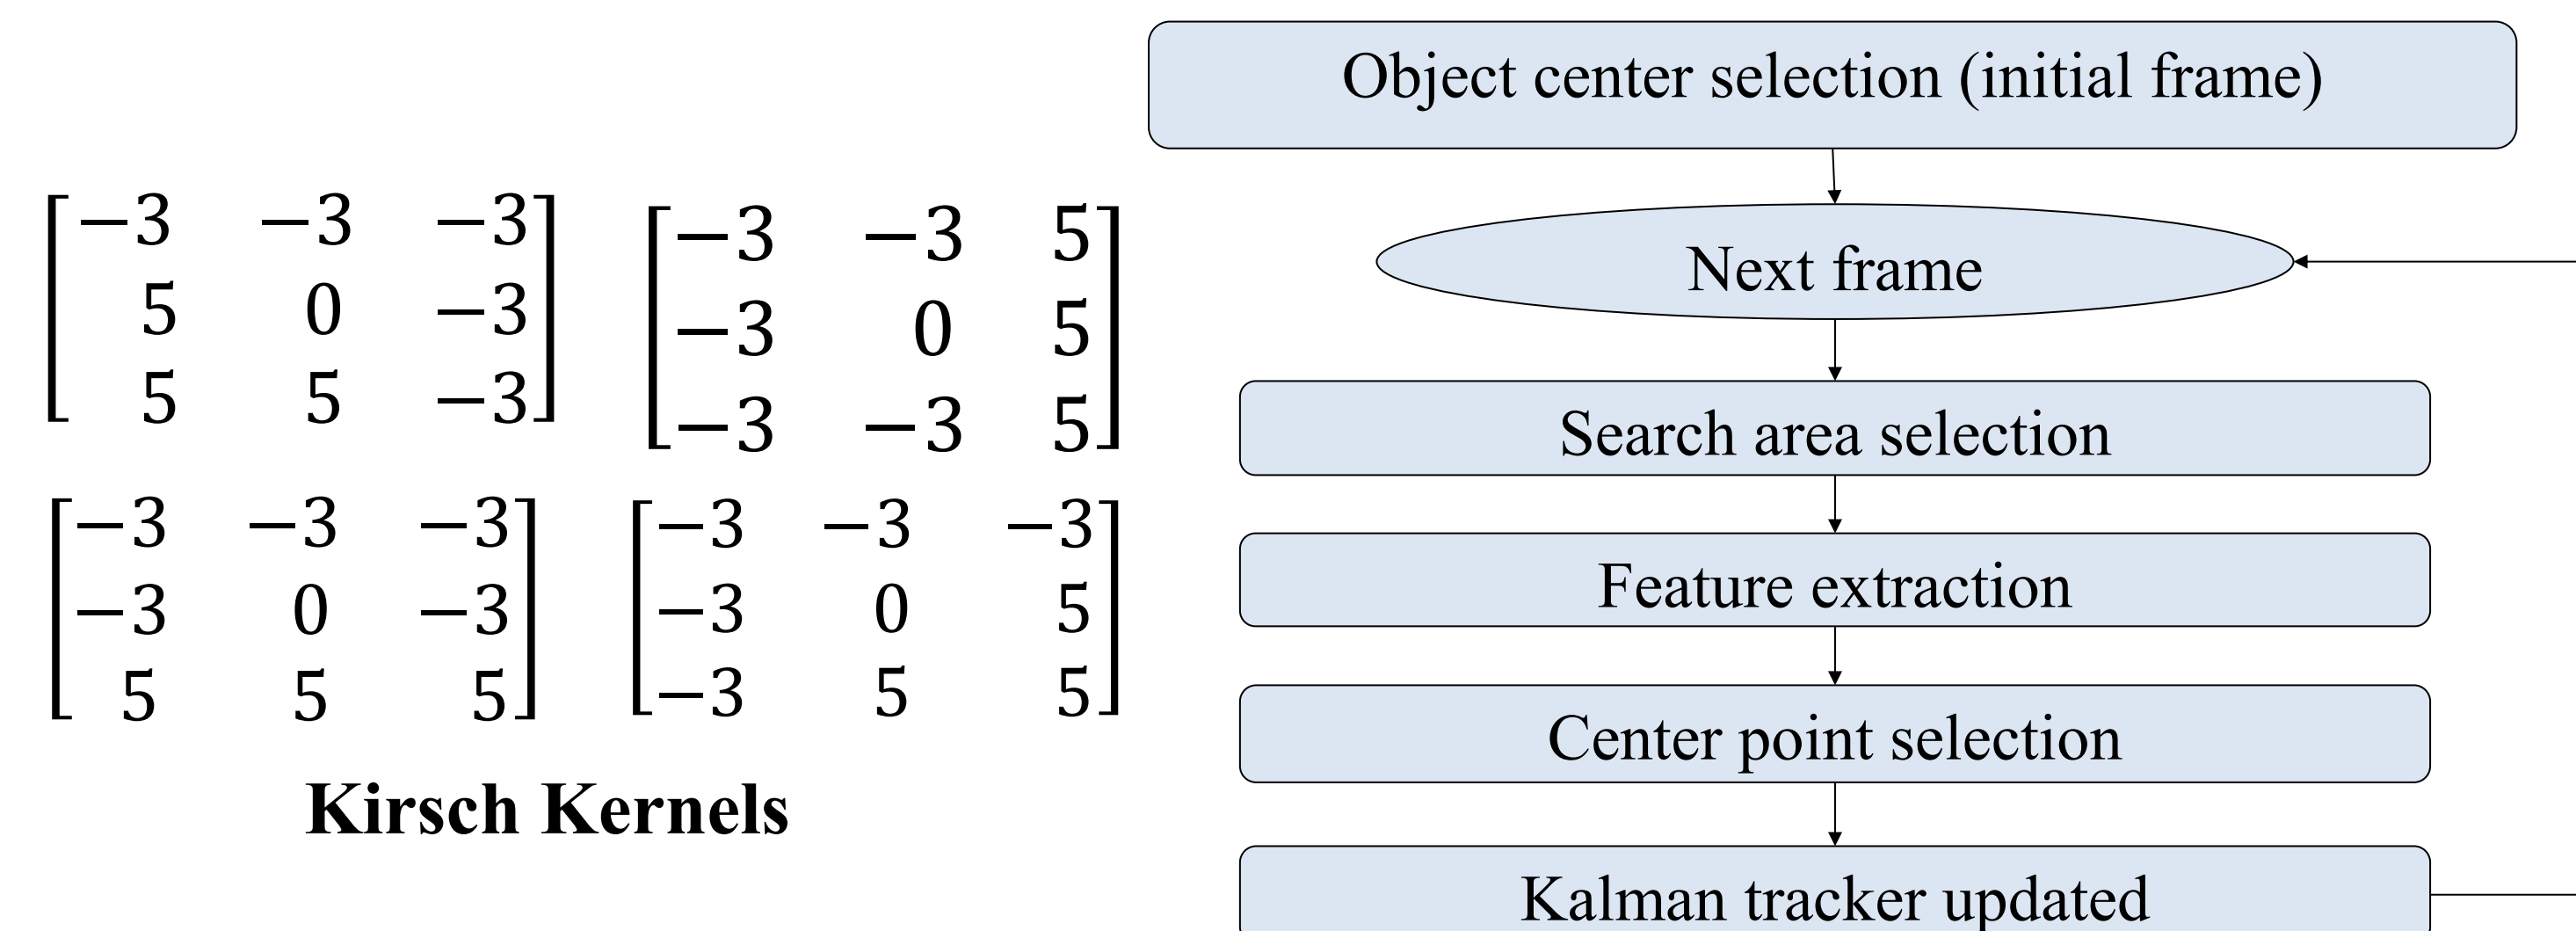 −3 −3 −3
5 0 −3
5 5 −3
−3 −3 5
−3 0 5
−3 −3 5
−3 −3 −3
−3 0 −3
5 5 5
−3 −3 −3
−3 0 5
−3 5 5
Kirsch Kernels
Object center selection (initial frame)
Next frame
Search area selection
Feature extraction
Center point selection
Kalman tracker updated